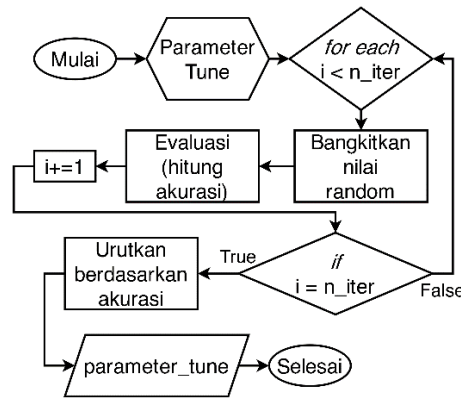 Mulai
Parameter
Tune
for each
i < n_iter
Bangkitkan
nilai
random
Evaluasi
(hitung
akurasi)
i+=1
if
i = n_iter
True
False
Urutkan
berdasarkan
akurasi
parameter_tune
Selesai